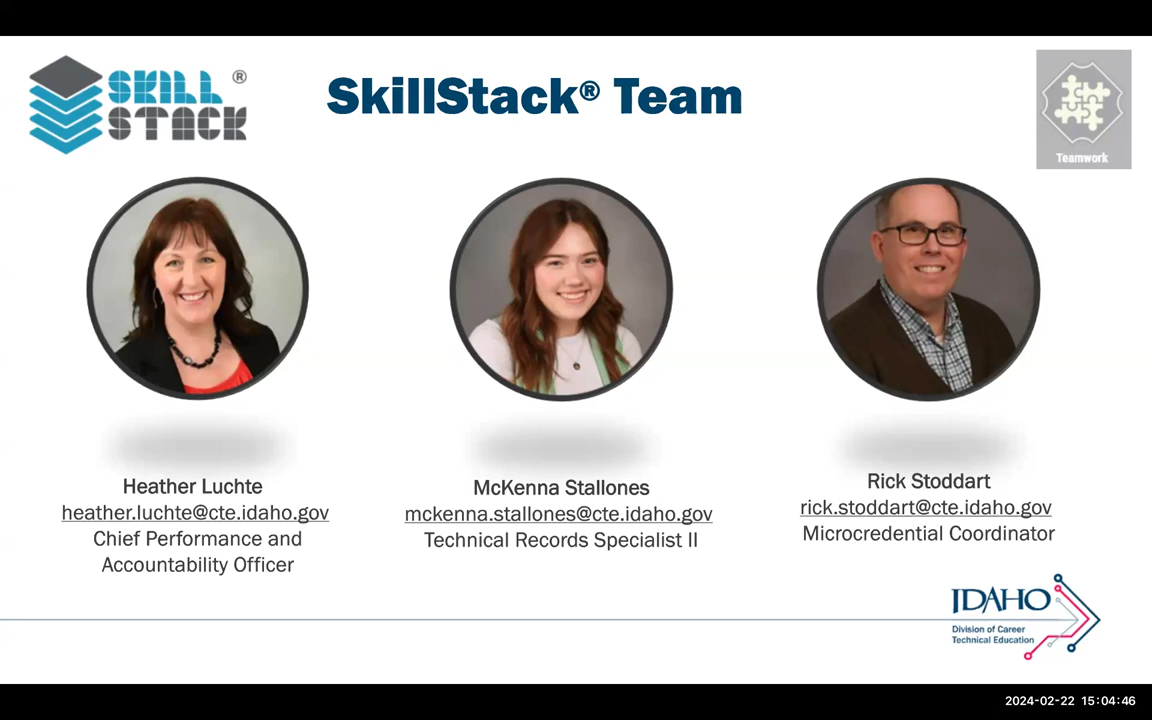 SKILL ®
STACK
SkillStack® Team
Teamwork
Heather Luchte
heather.luchte@cte.idaho.gov
Chief Performance and
Accountability Officer
McKenna Stallones
mckenna.stallones@cte.idaho.gov
Technical Records Specialist II
Rick Stoddart
rick.stoddart@cte.idaho.gov
Microcredential Coordinator
IDAHO
Division of Career
Technical Education
2024-02-22 15:04:46